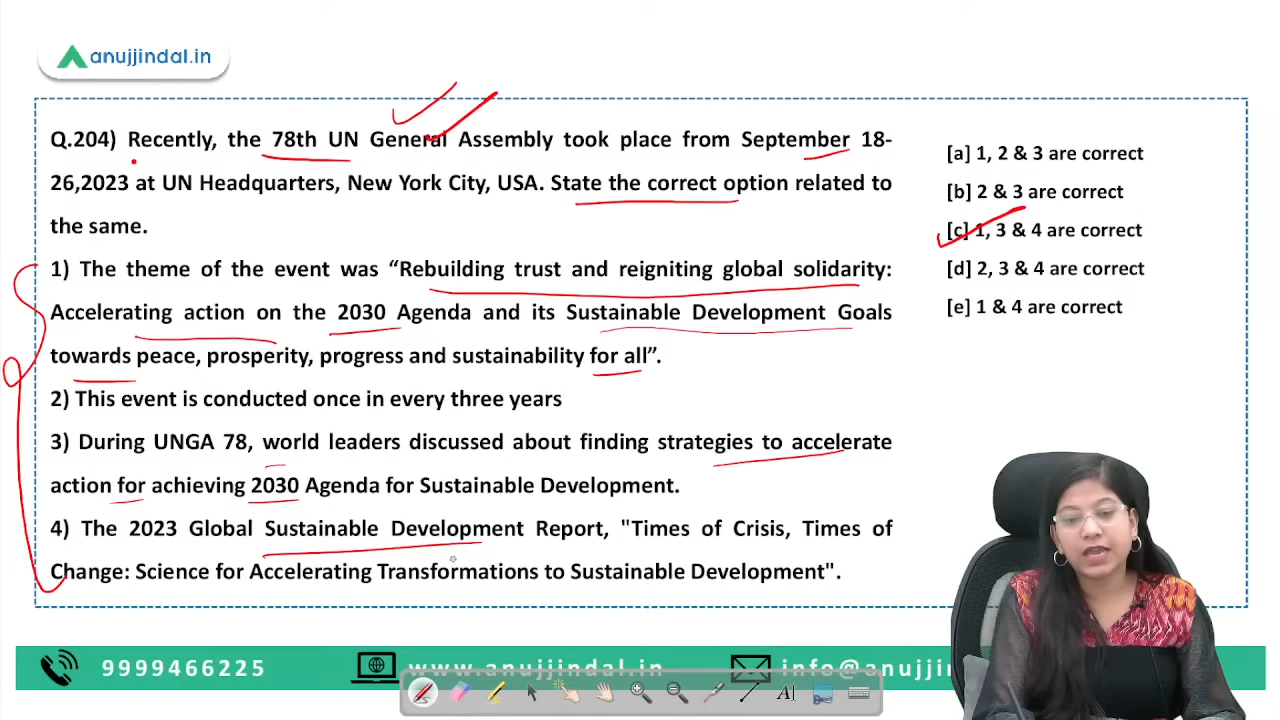 anujjindal.in
Q.204) Recently, the 78th UN General Assembly took place from September 18-
26,2023 at UN Headquarters, New York City, USA. State the correct option related to
the same.
1) The theme of the event was “Rebuilding trust and reigniting global solidarity:
Accelerating action on the 2030 Agenda and its Sustainable Development Goals
towards peace, prosperity, progress and sustainability for all”.
2) This event is conducted once in every three years
3) During UNGA 78, world leaders discussed about finding strategies to accelerate
action for achieving 2030 Agenda for Sustainable Development.
4) The 2023 Global Sustainable Development Report, "Times of Crisis, Times of
Change: Science for Accelerating Transformations to Sustainable Development".
[a] 1, 2 & 3 are correct
[b] 2 & 3 are correct
[c] 1, 3 & 4 are correct
[d] 2, 3 & 4 are correct
[e] 1 & 4 are correct
9999466225
www.anujjindal.in
info@anujji